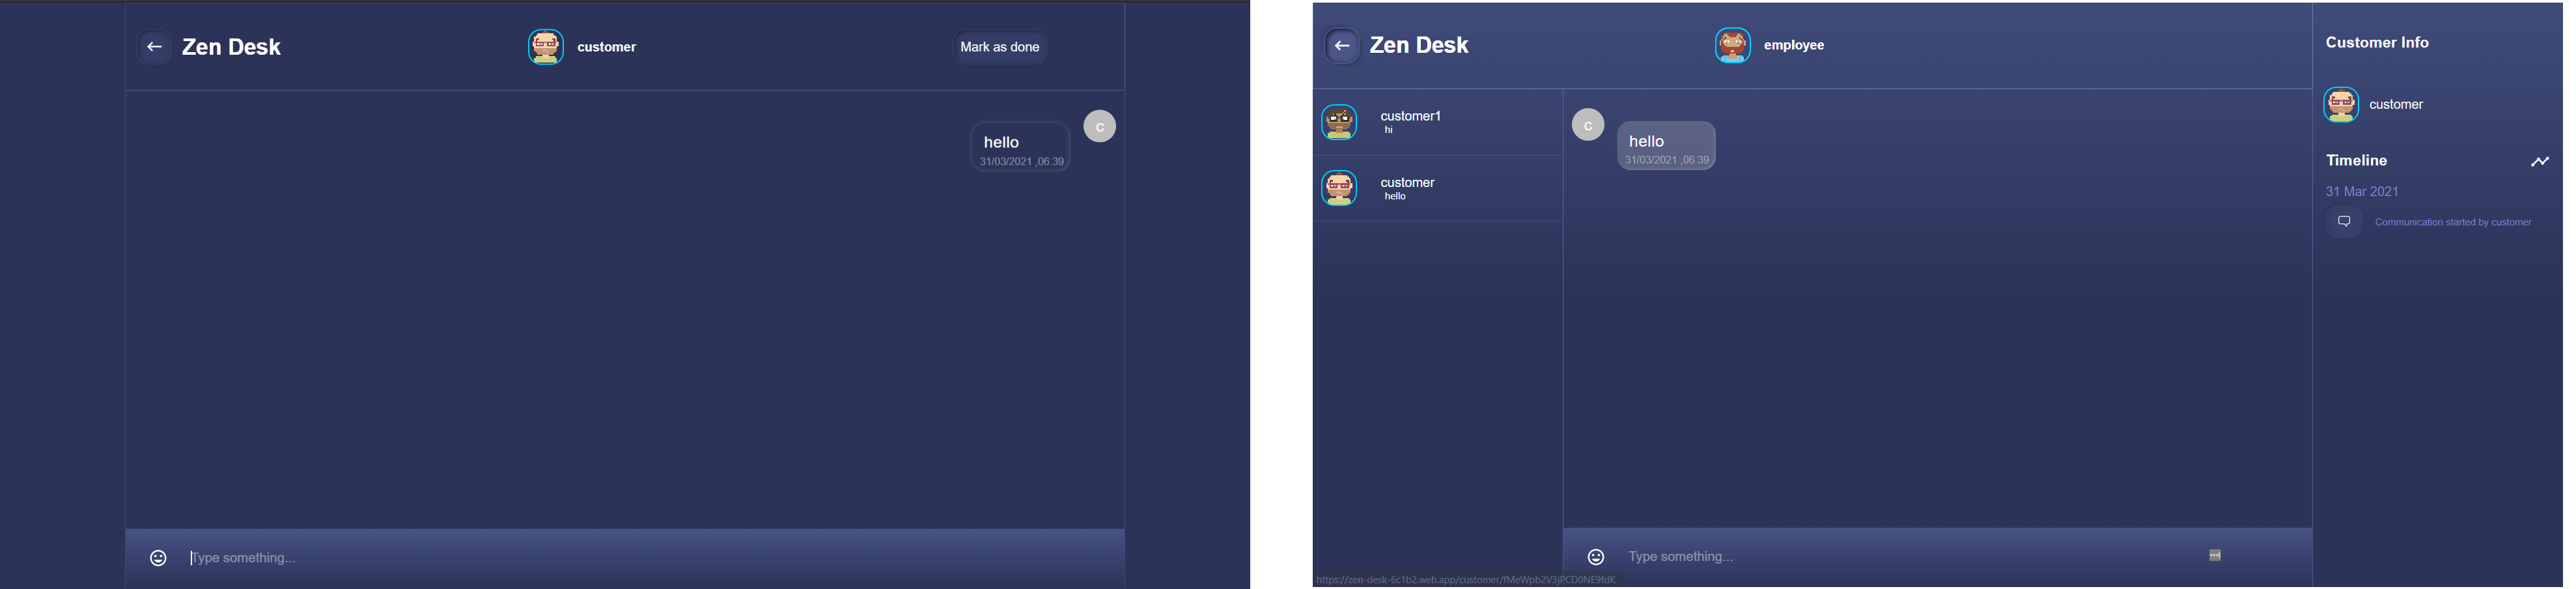 Zen Desk
customer
Mark as done
hello
31/03/2021 ,06:39
C
Type something...
Zen Desk
employee
customer1
hi
customer
hello
C
hello
31/03/2021 ,06:39
Type something...
https://zen-desk-6c1b2.web.app/customer/fMeWpb2V3jPCD0NE9fdK
Customer Info
customer
Timeline
31 Mar 2021
Communication started by customer